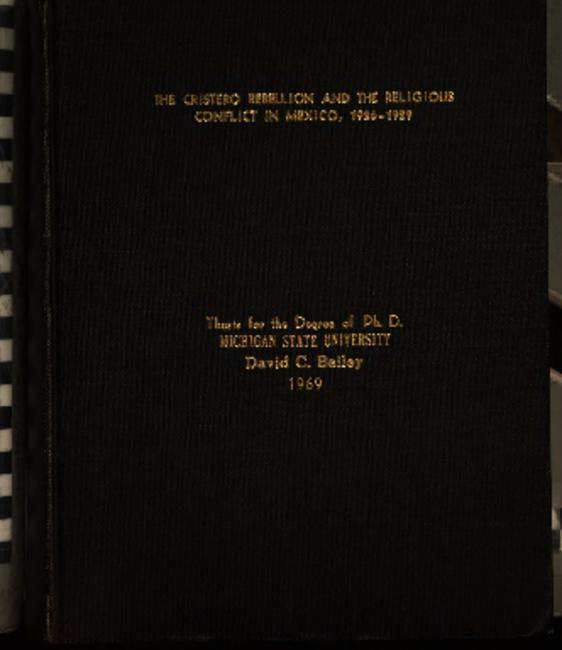 THE CRISTERO REBELLION AND THE RELIGIOUS
CONFLICT IN MEXICO, 1926-1929
Thesis for the Degree of Ph. D.
MICHIGAN STATE UNIVERSITY
David C. Bailey
1969